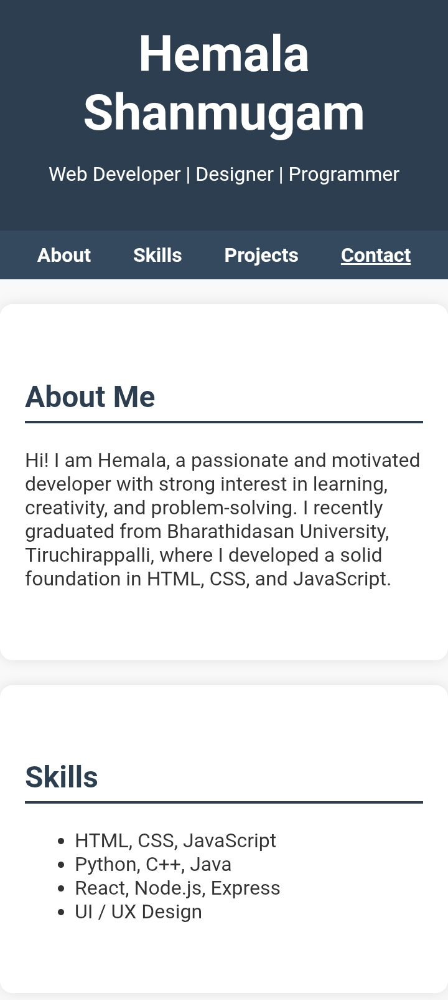 Hemala
Shanmugam
Web Developer | Designer | Programmer
About Skills Projects Contact
About Me
Hi! I am Hemala, a passionate and motivated
developer with strong interest in learning,
creativity, and problem-solving. I recently
graduated from Bharathidasan University,
Tiruchirappalli, where I developed a solid
foundation in HTML, CSS, and JavaScript.
Skills
• HTML, CSS, JavaScript
• Python, C++, Java
• React, Node.js, Express
• UI / UX Design